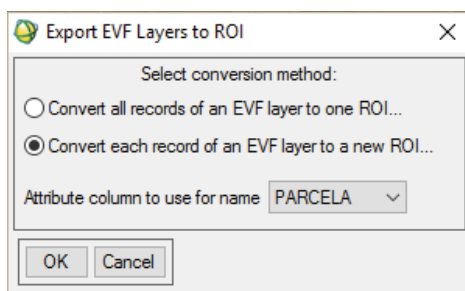 Export EVF Layers to ROI
Select conversion method:
Convert all records of an EVF layer to one ROI...
Convert each record of an EVF layer to a new ROI...
Attribute column to use for name PARCELA
OK Cancel